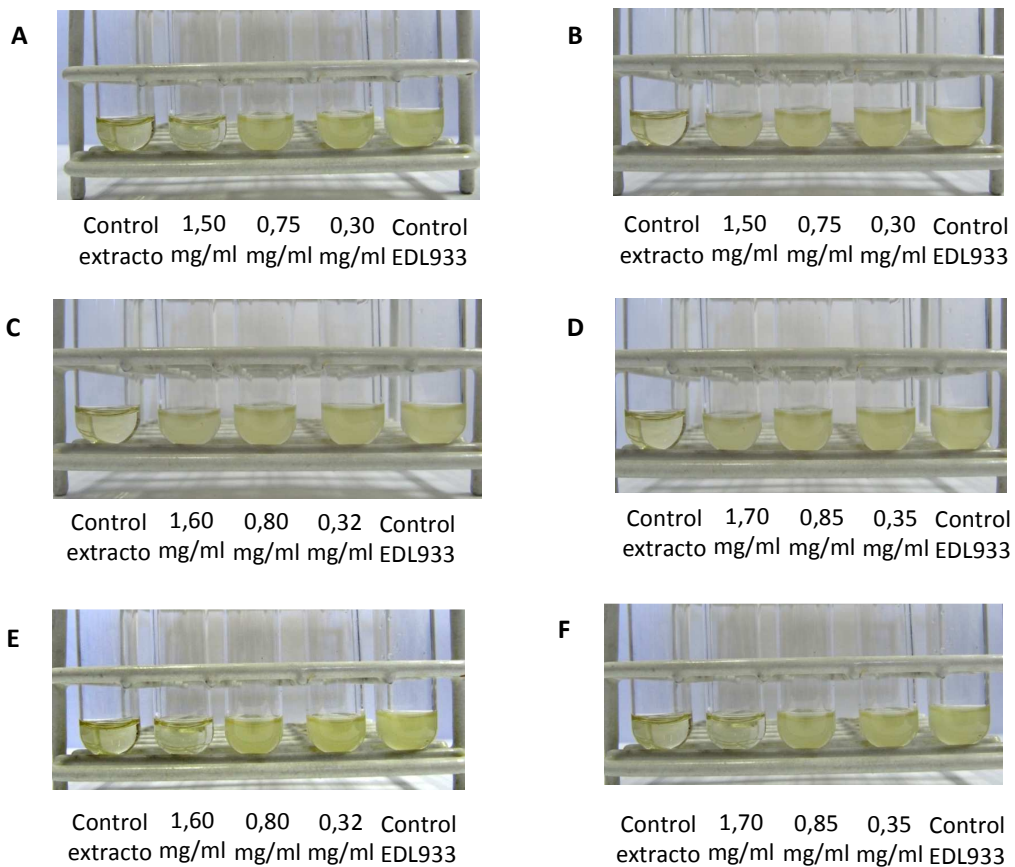 A
Control 1,50 0,75 0,30 Control
extracto mg/ml mg/ml mg/ml EDL933
B
Control 1,50 0,75 0,30 Control
extracto mg/ml mg/ml mg/ml EDL933
C
Control 1,60 0,80 0,32 Control
extracto mg/ml mg/ml mg/ml EDL933
D
Control 1,70 0,85 0,35 Control
extracto mg/ml mg/ml mg/ml EDL933
E
Control 1,60 0,80 0,32 Control
extracto mg/ml mg/ml mg/ml EDL933
F
Control 1,70 0,85 0,35 Control
extracto mg/ml mg/ml mg/ml EDL933